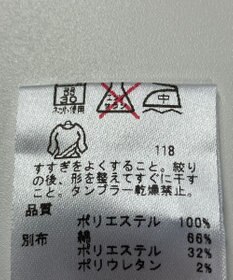 30
ネット使用
中
118
すすぎをよくすること。絞り
の後、形を整えてすぐに干す
こと。タンブラー乾燥禁止。
品質
ポリエステル 100%
別布 綿 66%
ポリエステル 32%
ポリウレタン 2%